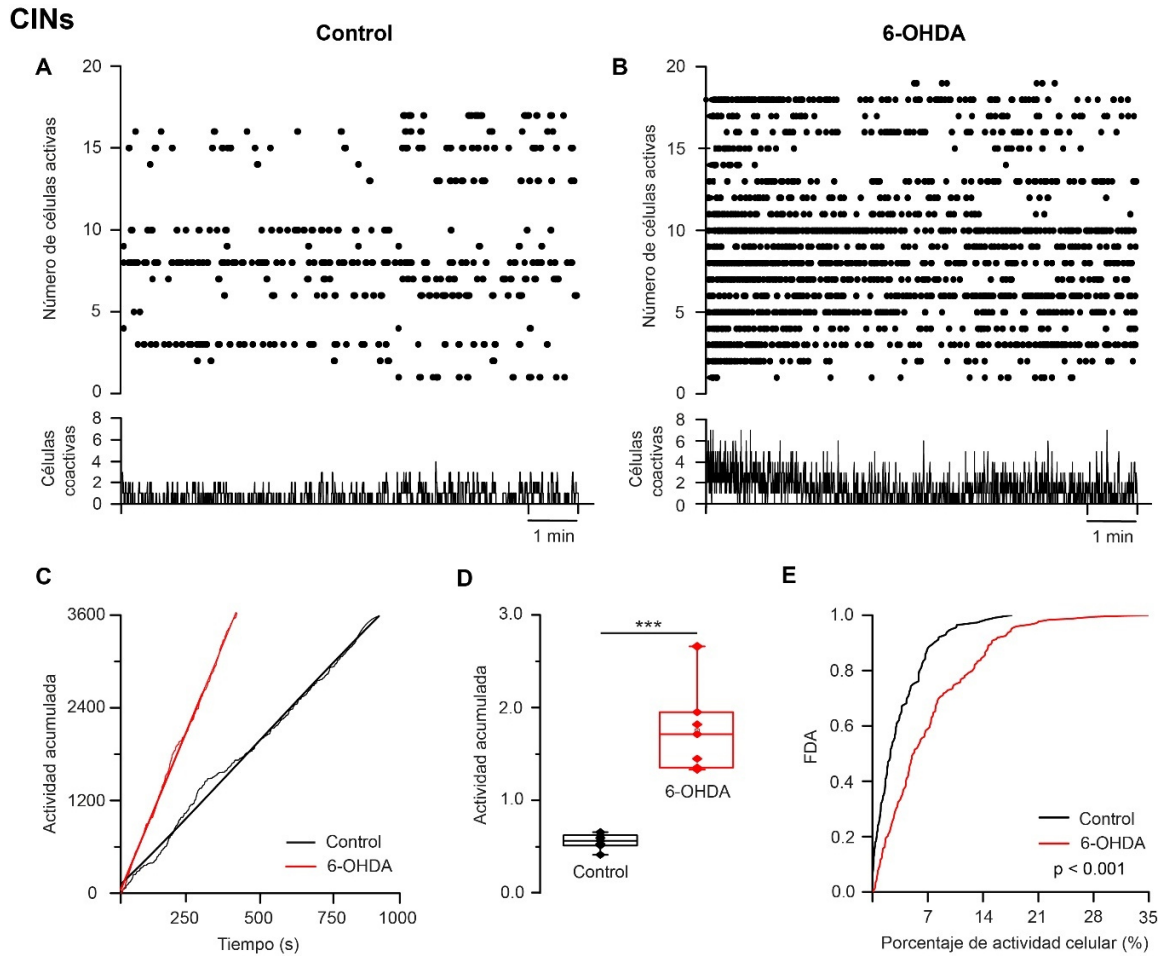 CINs
Control
6-OHDA
A
B
20
15
10
5
0
Número de células activas
20
15
10
5
0
Número de células activas
8
6
4
2
0
Células
coactivas
1 min
8
6
4
2
0
Células
coactivas
1 min
C
D
E
3600
2400
1200
0
Actividad acumulada
250
500
750
1000
Tiempo (s)
Control
6-OHDA
3.0
2.0
1.0
0.0
Actividad acumulada
***
6-OHDA
Control
1.0
0.8
0.6
0.4
0.2
0.0
FDA
Control
6-OHDA
p < 0.001
7
14
21
28
35
Porcentaje de actividad celular (%)